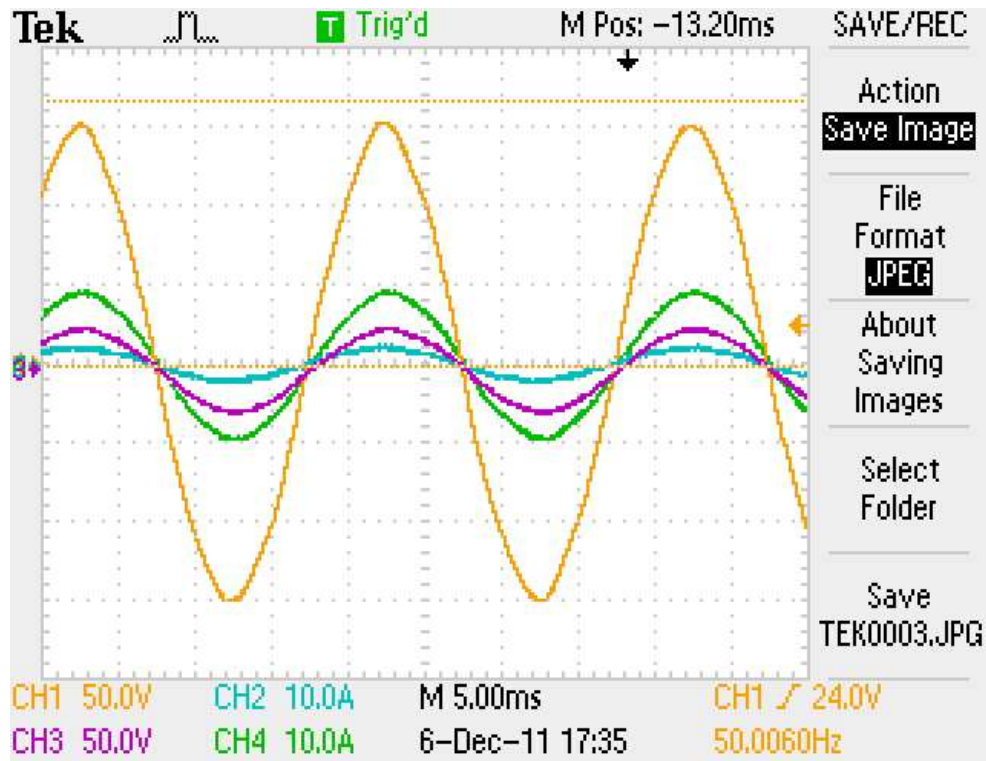 Tek T Trig'd M Pos: -13.20ms SAVE/REC
Action
Save Image
File
Format
JPEG
About
Saving
Images
Select
Folder
Save
TEK0003.JPG
CH1 50.0V CH2 10.0A M 5.00ms CH1 24.0V
CH3 50.0V CH4 10.0A 6-Dec-11 17:35 50.0060Hz